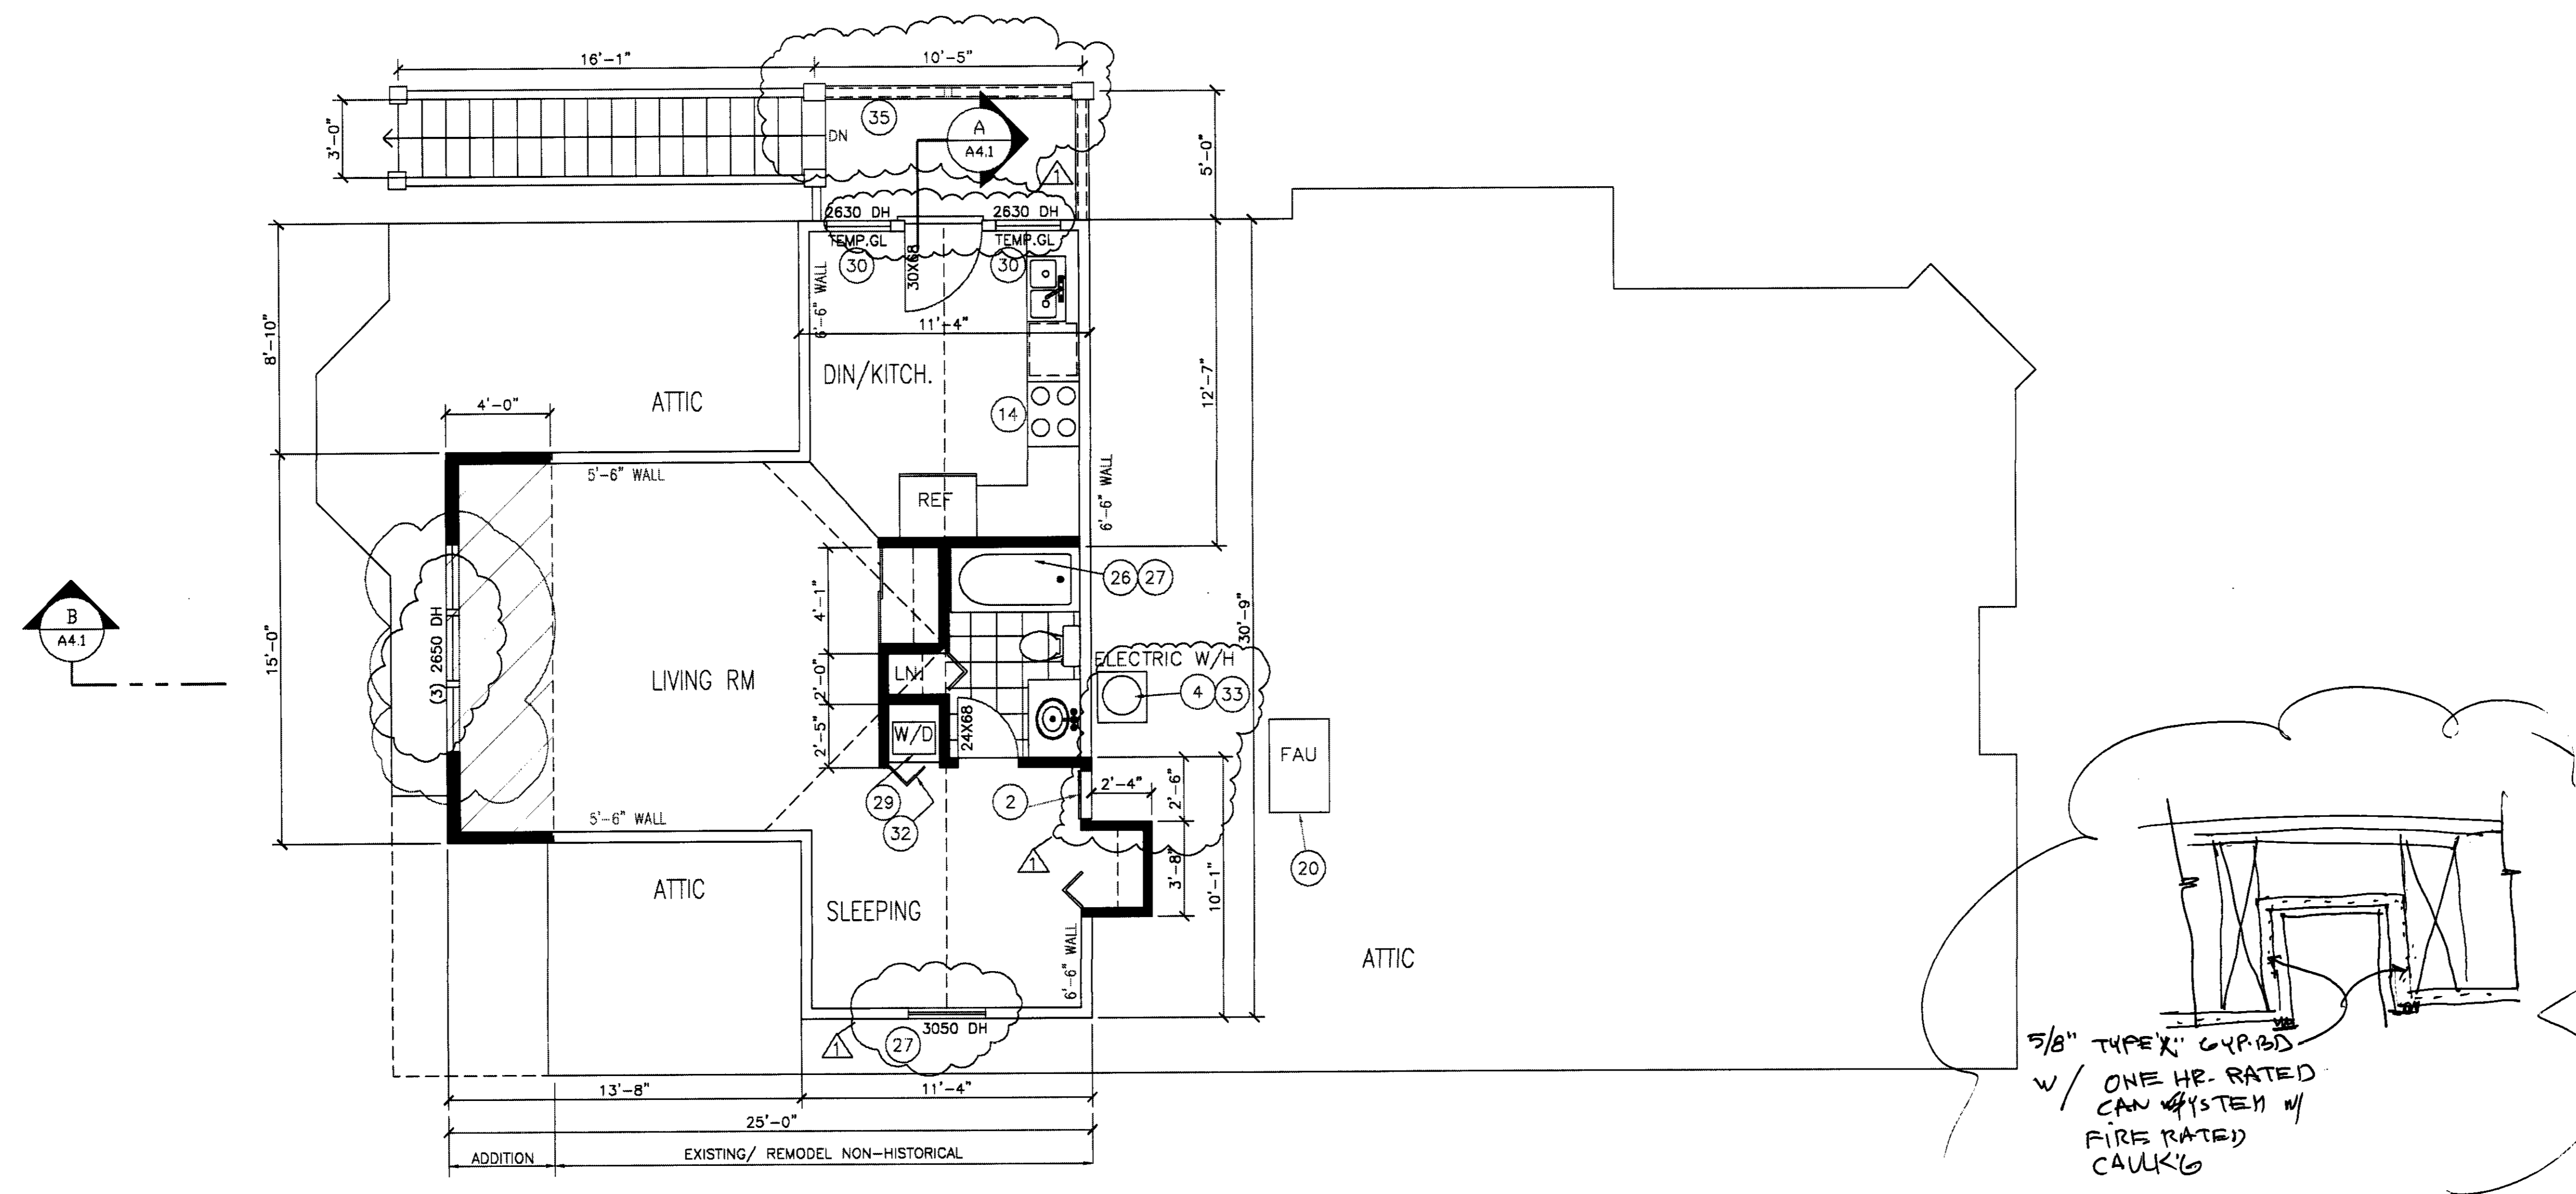 16'-1"
10'-5"
3'-0"
DN
35
A
A4.1
1
5'-0"
2630 DH
2630 DH
TEMP.GL
TEMP.GL
30
30
30X68
6'-6" WALL
11'-4"
8'-10"
12'-7"
DIN/KITCH.
ATTIC
14
4'-0"
5'-6" WALL
6'-6" WALL
REF
26
27
4'-1"
30'-9"
B
A4.1
(3) 2650 DH
15'-0"
LIVING RM
LN
2'-0"
ELECTRIC W/H
4
33
W/D
24X68
2'-5"
FAU
29
32
2
2'-4"
2'-6"
5'-6" WALL
1
20
3'-8"
10'-1"
ATTIC
SLEEPING
6'-6" WALL
ATTIC
3050 DH
27
1
13'-8"
11'-4"
25'-0"
ADDITION
EXISTING/ REMODEL NON-HISTORICAL
5/8" TYPE "X" GYP.BD
W/ ONE HR- RATED
CAN SYSTEM W/
FIRE RATED
CAULK'G